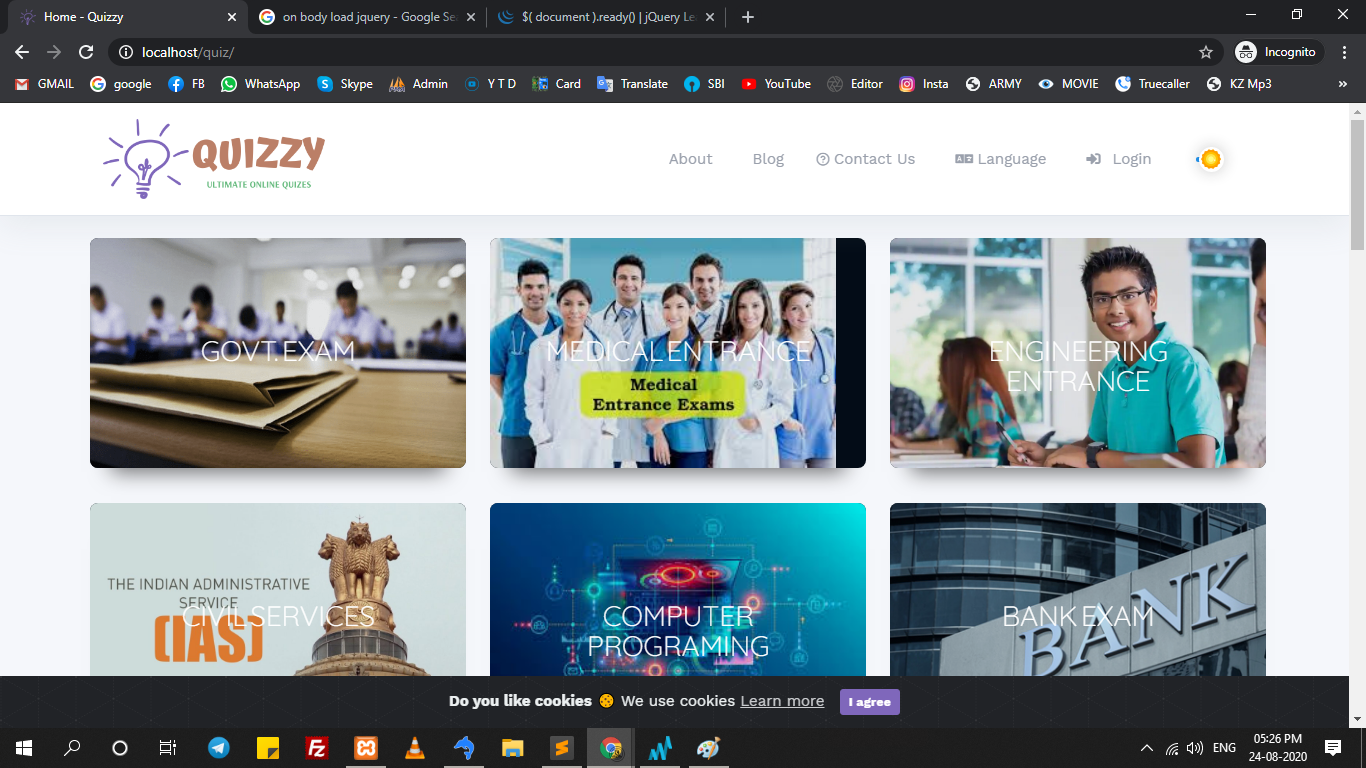 Home - Quizzy
on body load jquery - Google Se
$( document ).ready() | jQuery Le
localhost/quiz/
Incognito
GMAIL
google
FB
WhatsApp
Skype
Admin
Y T D
Card
Translate
SBI
YouTube
Editor
Insta
ARMY
MOVIE
Truecaller
KZ Mp3
QUIZZY
ULTIMATE ONLINE QUIZES
About
Blog
Contact Us
Language
Login
GOVT. EXAM
MEDICAL ENTRANCE
Medical
Entrance Exams
ENGINEERING
ENTRANCE
THE INDIAN ADMINISTRATIVE
SERVICE
(IAS)
CIVIL SERVICES
COMPUTER
PROGRAMING
BANK EXAM
BANK
Do you like cookies 🍪 We use cookies Learn more
I agree
ENG
05:26 PM
24-08-2020